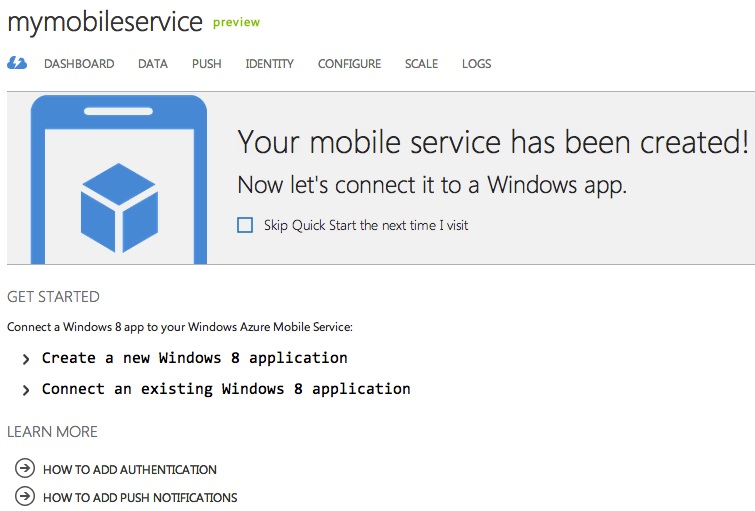 mymobileservice preview
DASHBOARD DATA PUSH IDENTITY CONFIGURE SCALE LOGS
Your mobile service has been created!
Now let's connect it to a Windows app.
Skip Quick Start the next time I visit
GET STARTED
Connect a Windows 8 app to your Windows Azure Mobile Service:
Create a new Windows 8 application
Connect an existing Windows 8 application
LEARN MORE
HOW TO ADD AUTHENTICATION
HOW TO ADD PUSH NOTIFICATIONS